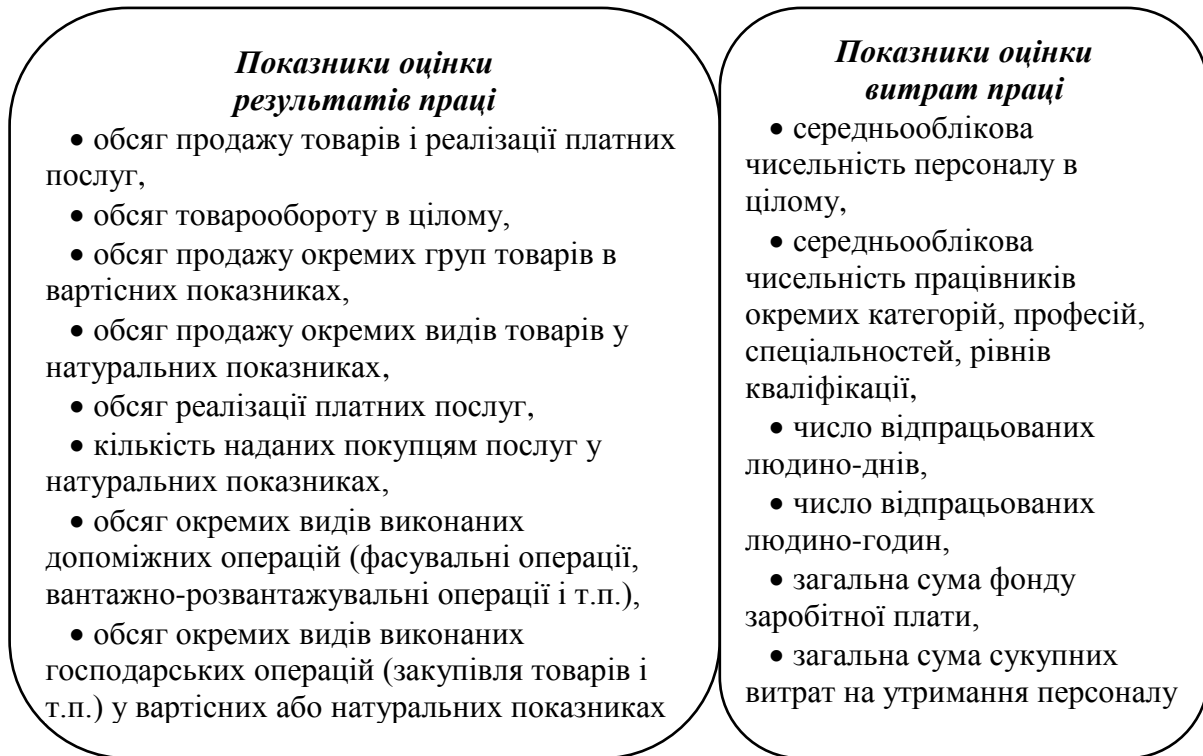 Показники оцінки
результатів праці
• обсяг продажу товарів і реалізації платних
послуг,
• обсяг товарообороту в цілому,
• обсяг продажу окремих груп товарів в
вартісних показниках,
• обсяг продажу окремих видів товарів у
натуральних показниках,
• обсяг реалізації платних послуг,
• кількість наданих покупцям послуг у
натуральних показниках,
• обсяг окремих видів виконаних
допоміжних операцій (фасувальні операції,
вантажно-розвантажувальні операції і т.п.),
• обсяг окремих видів виконаних
господарських операцій (закупівля товарів і
т.п.) у вартісних або натуральних показниках
Показники оцінки
витрат праці
• середньооблікова
чисельність персоналу в
цілому,
• середньооблікова
чисельність працівників
окремих категорій, професій,
спеціальностей, рівнів
кваліфікації,
• число відпрацьованих
людино-днів,
• число відпрацьованих
людино-годин,
• загальна сума фонду
заробітної плати,
• загальна сума сукупних
витрат на утримання персоналу